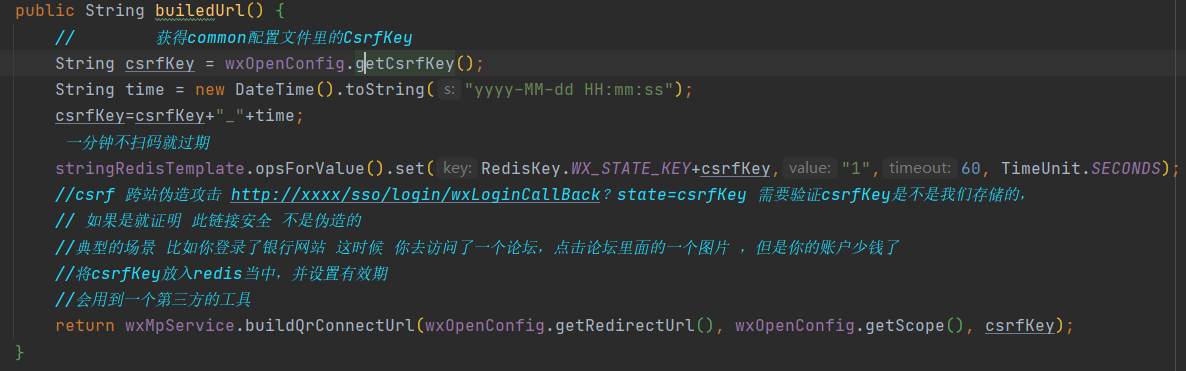 public String builedUrl() {
//        获得common配置文件里的CsrfKey
String csrfKey = wxOpenConfig.getCsrfKey();
String time = new DateTime().toString( s: "yyyy-MM-dd HH:mm:ss");
csrfKey=csrfKey+"_"+time;
一分钟不扫码就过期
stringRedisTemplate.opsForValue().set( key: RedisKey.WX_STATE_KEY+csrfKey, value: "1", timeout: 60, TimeUnit.SECONDS);
//csrf 跨站伪造攻击 http://xxxx/sso/login/wxLoginCallBack？state=csrfKey 需要验证csrfKey是不是我们存储的，
// 如果是就证明 此链接安全 不是伪造的
//典型的场景 比如你登录了银行网站 这时候 你去访问了一个论坛，点击论坛里面的一个图片 ，但是你的账户少钱了
//将csrfKey放入redis当中，并设置有效期
//会用到一个第三方的工具
return wxMpService.buildQrConnectUrl(wxOpenConfig.getRedirectUrl(), wxOpenConfig.getScope(), csrfKey);
}